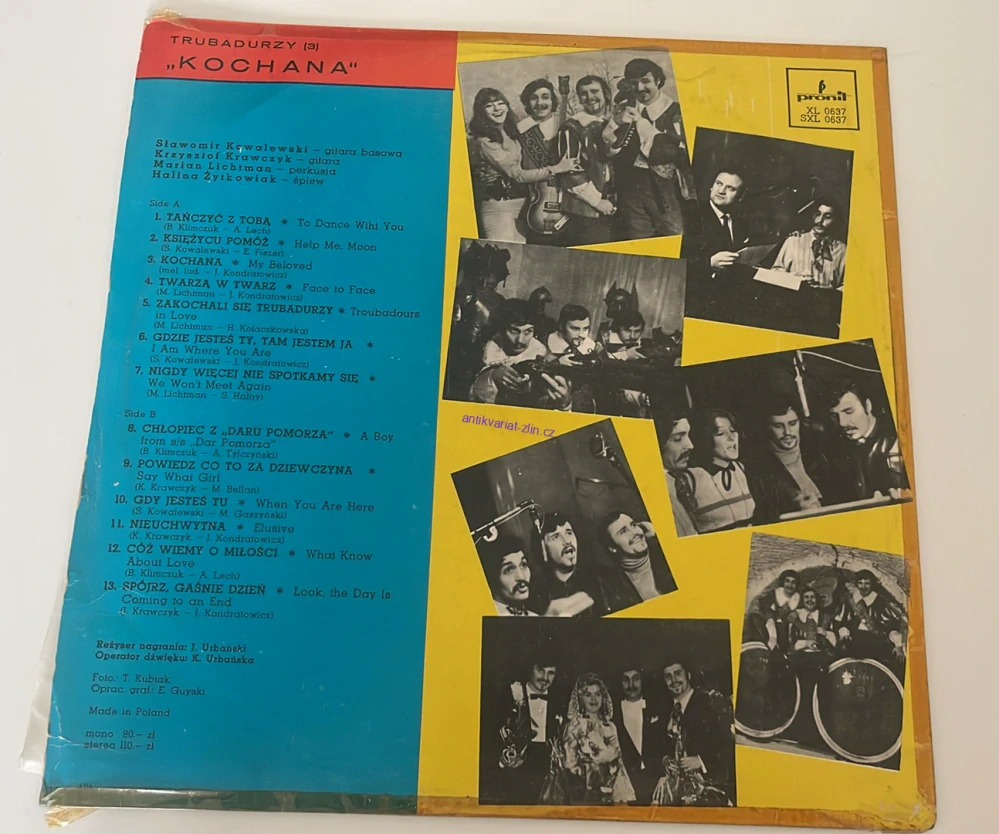 TRUBADURZY (3)
„KOCHANA“
pronit
XL 0637
SXL 0637
Sławomir Kowalewski – gitara basowa
Krzysztof Krawczyk – gitara
Marian Lichtman – perkusja
Halina Żytkowiak – śpiew
Side A
1. TAŃCZYĆ Z TOBĄ * To Dance Wihi You
(B. Klimczuk – A. Lech)
2. KSIĘŻYCU POMÓŻ * Help Me, Moon
(S. Kowalewski – E. Fiszer)
3. KOCHANA * My Beloved
(mel. lud. – J. Kondratowicz)
4. TWARZĄ W TWARZ * Face to Face
(M. Lichtman – J. Kondratowicz)
5. ZAKOCHALI SIĘ TRUBADURZY * Troubadours
in Love
(M. Lichtman – H. Kołaczkowska)
6. GDZIE JESTEŚ TY, TAM JESTEM JA *
I Am Where You Are
(S. Kowalewski – J. Kondratowicz)
7. NIGDY WIĘCEJ NIE SPOTKAMY SIĘ *
We Won't Meet Again
(M. Lichtman – S. Halny)
Side B
8. CHŁOPIEC Z „DARU POMORZA“ * A Boy
from s/s „Dar Pomorza“
(B. Klimczuk – A. Tylczyński)
9. POWIEDZ CO TO ZA DZIEWCZYNA *
Say What Girl
(K. Krawczyk – M. Bellan)
10. GDY JESTEŚ TU * When You Are Here
(S. Kowalewski – M. Gaszyński)
11. NIEUCHWYTNA * Elusive
(K. Krawczyk – J. Kondratowicz)
12. CÓŻ WIEMY O MIŁOŚCI * What Know
About Love
(B. Klimczuk – A. Lech)
13. SPÓJRZ, GAŚNIE DZIEŃ * Look, the Day Is
Coming to an End
Krawczyk – J. Kondratowicz)
Reżyser nagrania: J. Urbański
Operator dźwięku: K. Urbańska
Foto.: T. Kubiak
Oprac. graf.: E. Guyski
Made in Poland
mono 80.– zł
stereo 110.– zł
antikvariat-zlin.cz